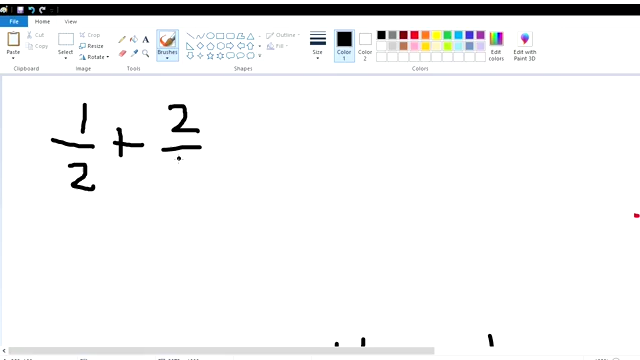 File Home View
Cut
Copy
Paste
Crop
Resize
Rotate
Select
Brushes
Outline
Fill
Size
Color 1
Color 2
Edit colors
Edit with Paint 3D
Clipboard Image Tools Shapes Colors
1 2
+
2